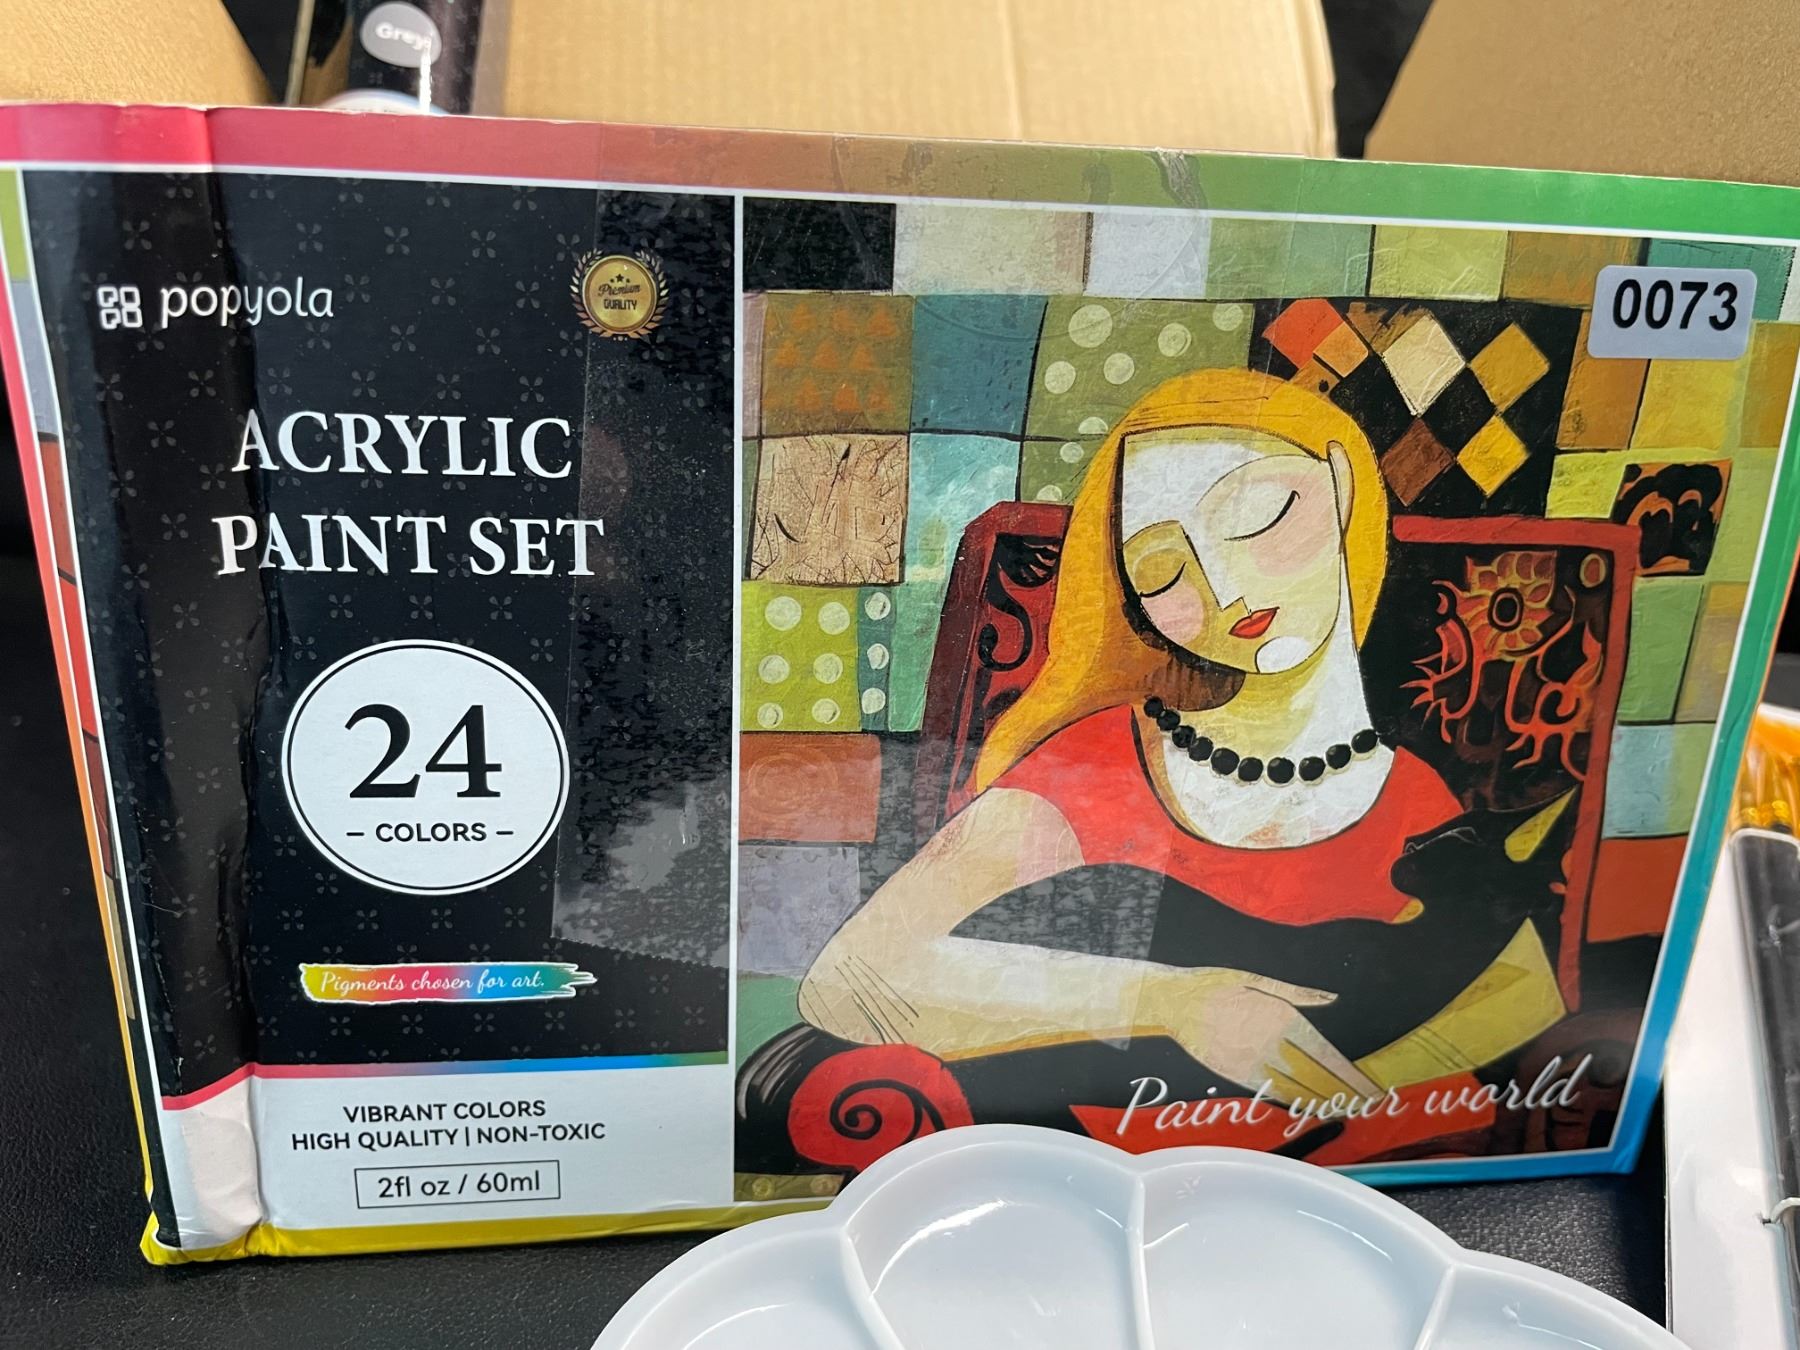 Grey
popyola
Premium
QUALITY
0073
ACRYLIC
PAINT SET
24
– COLORS –
Pigments chosen for art.
VIBRANT COLORS
HIGH QUALITY | NON-TOXIC
2fl oz / 60ml
Paint your world